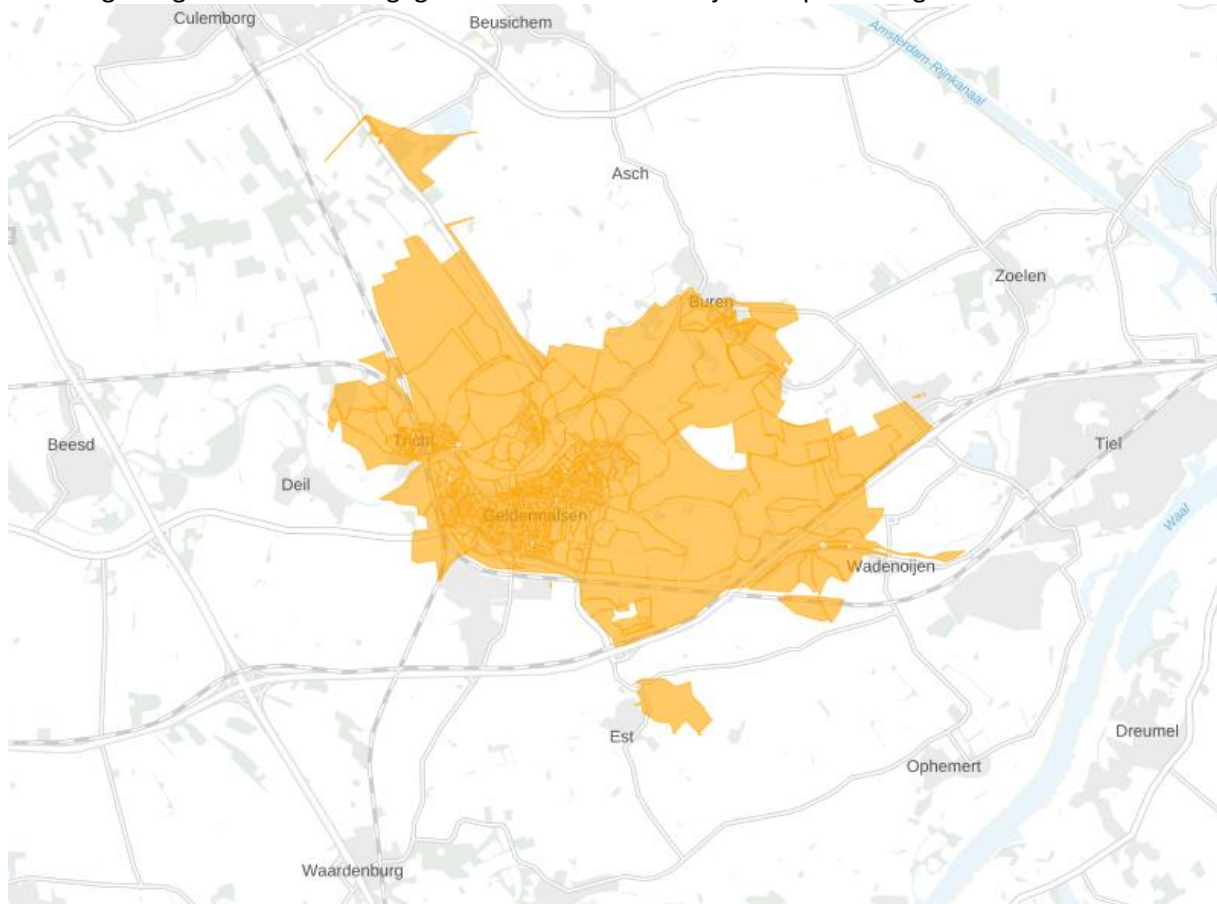 Culemborg
Beusichem
Amsterdam-Rijnkanaal
Asch
Zoelen
Buren
Beesd
Tricht
Tiel
Deil
Geldermalsen
Waal
Wadenoijen
Est
Dreumel
Ophemert
Waardenburg